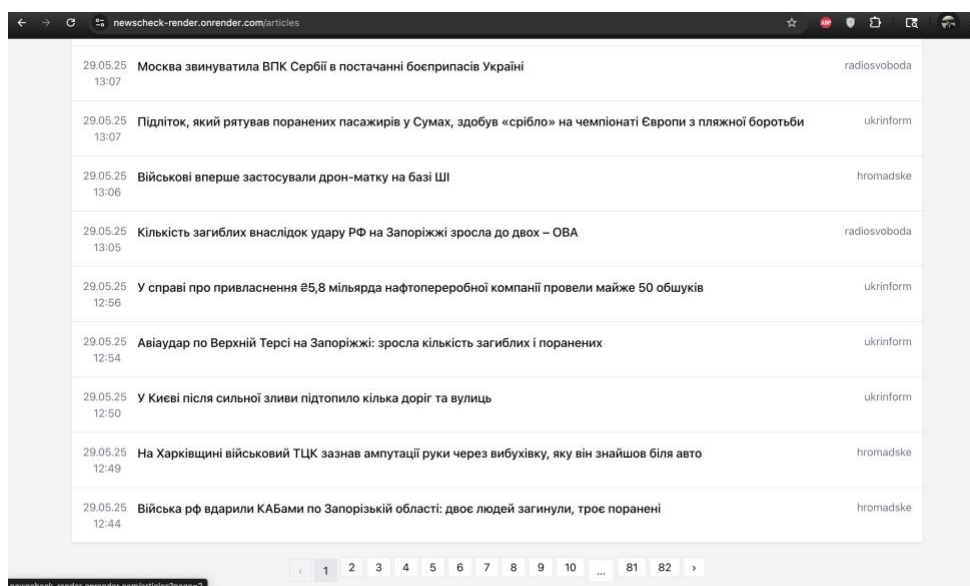 newscheck-render.onrender.com/articles
29.05.25 Москва звинуватила ВПК Сербії в постачанні боєприпасів Україні radiosvoboda
13:07
29.05.25 Підліток, який рятував поранених пасажирів у Сумах, здобув «срібло» на чемпіонаті Європи з пляжної боротьби ukrinform
13:07
29.05.25 Військові вперше застосували дрон-матку на базі ШІ hromadske
13:06
29.05.25 Кількість загиблих внаслідок удару РФ на Запоріжжі зросла до двох – ОВА radiosvoboda
13:05
29.05.25 У справі про привласнення ₴5,8 мільярда нафтопереробної компанії провели майже 50 обшуків ukrinform
12:56
29.05.25 Авіаудар по Верхній Терсі на Запоріжжі: зросла кількість загиблих і поранених ukrinform
12:54
29.05.25 У Києві після сильної зливи підтопило кілька доріг та вулиць ukrinform
12:50
29.05.25 На Харківщині військовий ТЦК зазнав ампутації руки через вибухівку, яку він знайшов біля авто hromadske
12:49
29.05.25 Війська рф вдарили КАБами по Запорізькій області: двоє людей загинули, троє поранені hromadske
12:44
‹ 1 2 3 4 5 6 7 8 9 10 ... 81 82 ›